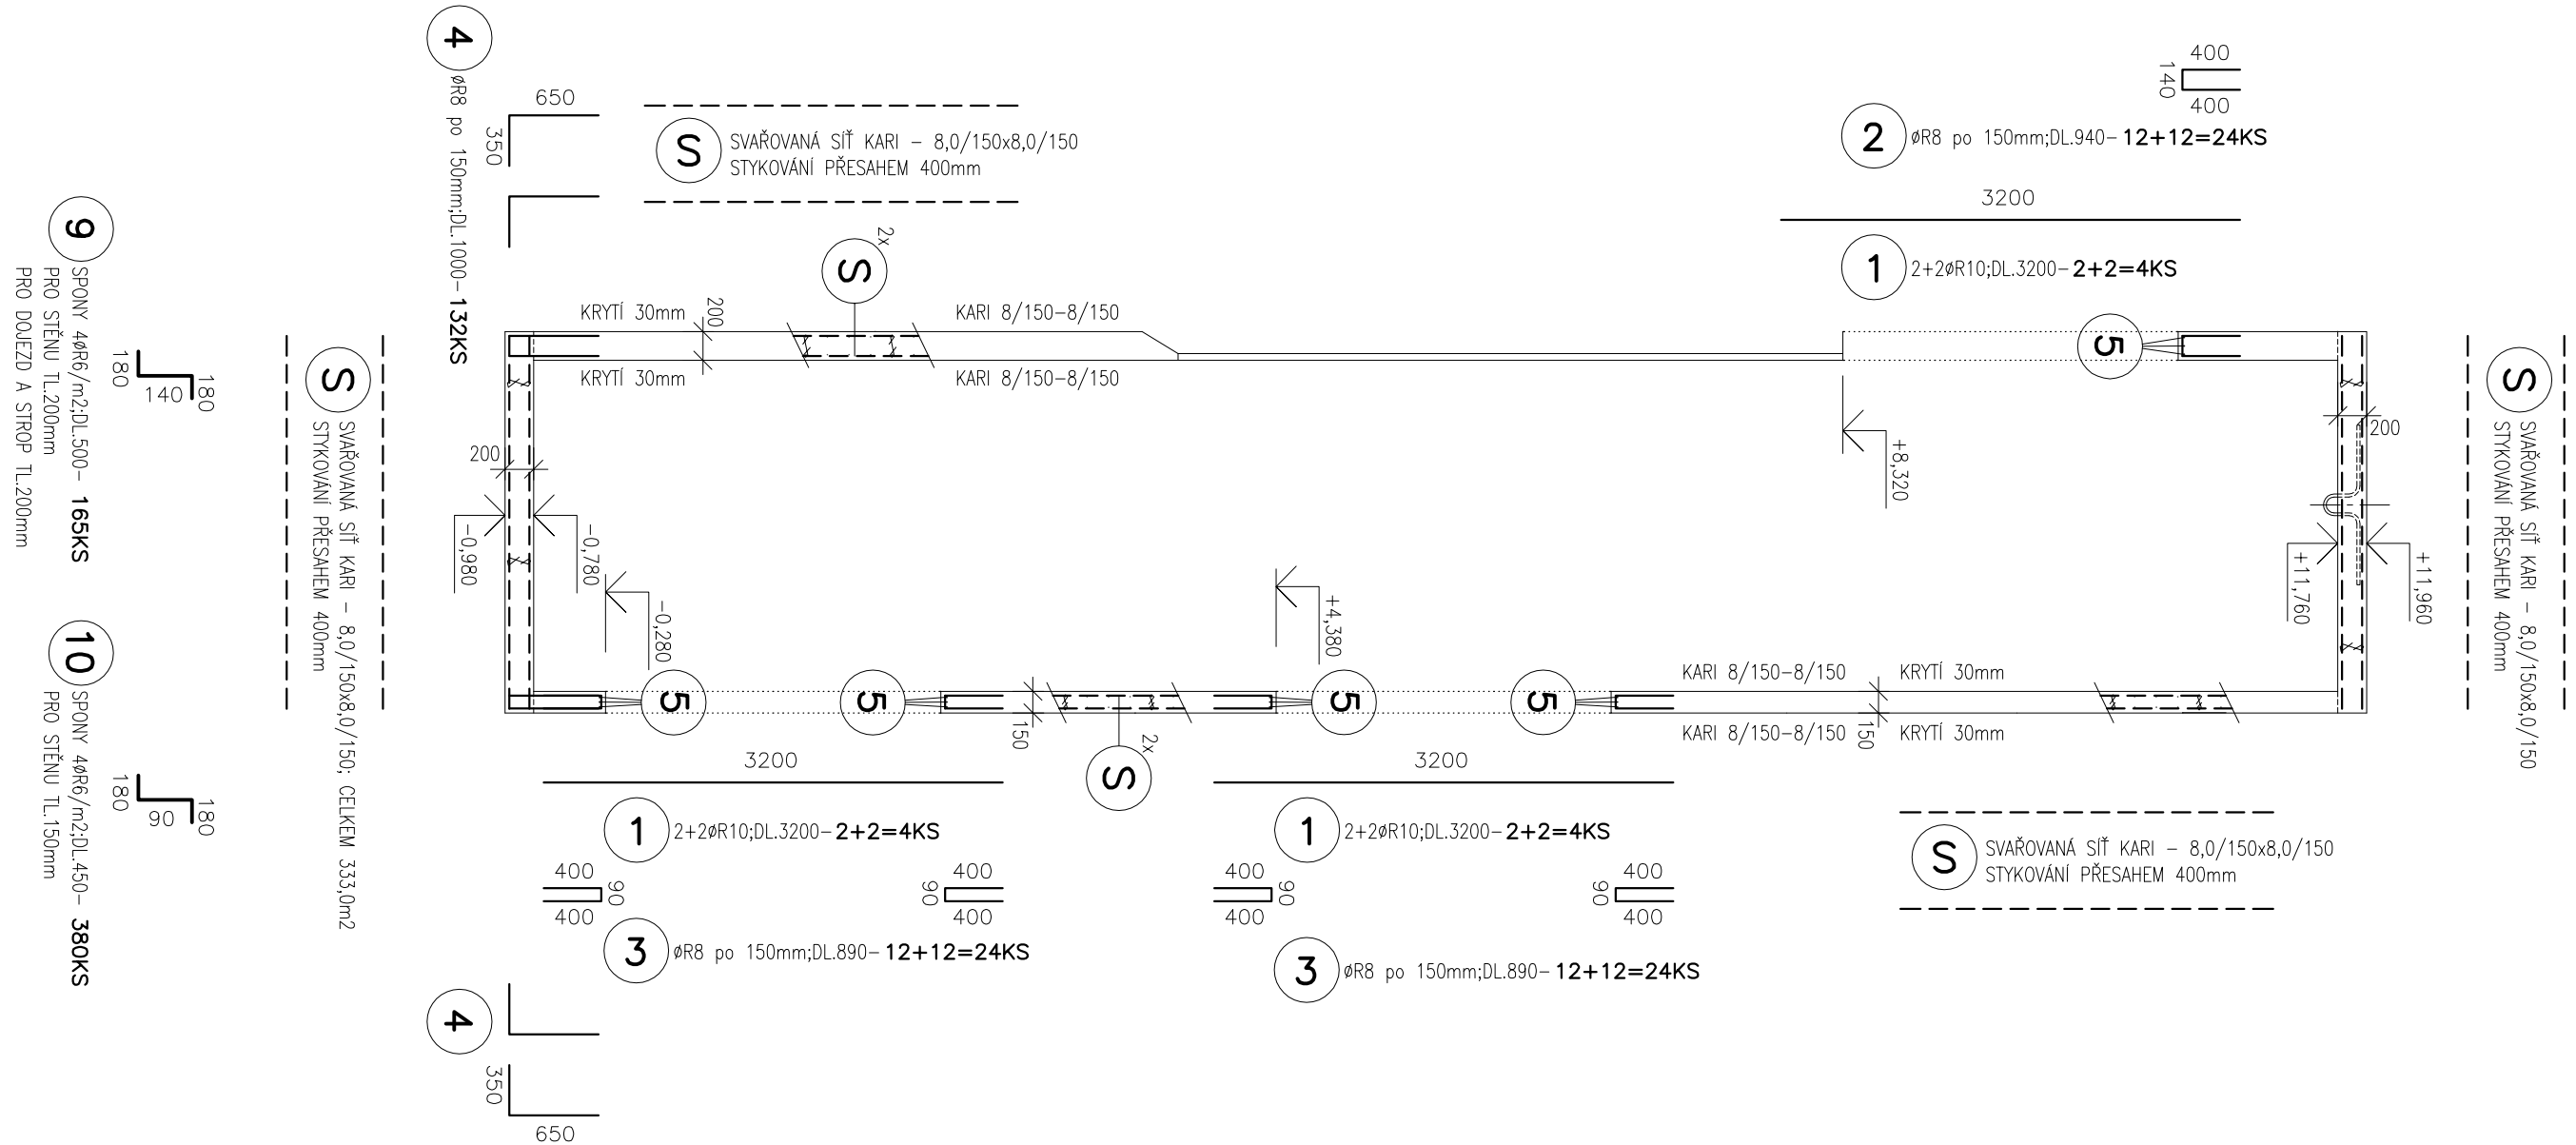 400
140
400
2 øR8 po 150mm;DL.940- 12+12=24KS
3200
1 2+2øR10;DL.3200- 2+2=4KS
4 øR8 po 150mm;DL.1000- 132KS
650
350
S SVAŘOVANÁ SÍŤ KARI - 8,0/150x8,0/150
STYKOVÁNÍ PŘESAHEM 400mm
9 SPONY 4øR6/m2;DL.500- 165KS
PRO STĚNU TL.200mm
PRO DOJEZD A STROP TL.200mm
180
140
180
S SVAŘOVANÁ SÍŤ KARI - 8,0/150x8,0/150; CELKEM 333,0m2
STYKOVÁNÍ PŘESAHEM 400mm
2x
S
KRYTÍ 30mm
200
KARI 8/150-8/150
KRYTÍ 30mm
KARI 8/150-8/150
5
S SVAŘOVANÁ SÍŤ KARI - 8,0/150x8,0/150
STYKOVÁNÍ PŘESAHEM 400mm
200
200
+8,320
-0,980
-0,780
-0,280
+4,380
+11,760
+11,960
5
5
5
5
KARI 8/150-8/150
KRYTÍ 30mm
KARI 8/150-8/150
150
KRYTÍ 30mm
150
2x
S
10 SPONY 4øR6/m2;DL.450- 380KS
PRO STĚNU TL.150mm
180
90
180
3200
1 2+2øR10;DL.3200- 2+2=4KS
3200
1 2+2øR10;DL.3200- 2+2=4KS
S SVAŘOVANÁ SÍŤ KARI - 8,0/150x8,0/150
STYKOVÁNÍ PŘESAHEM 400mm
400
90
400
400
90
400
3 øR8 po 150mm;DL.890- 12+12=24KS
400
90
400
400
90
400
3 øR8 po 150mm;DL.890- 12+12=24KS
4
350
650